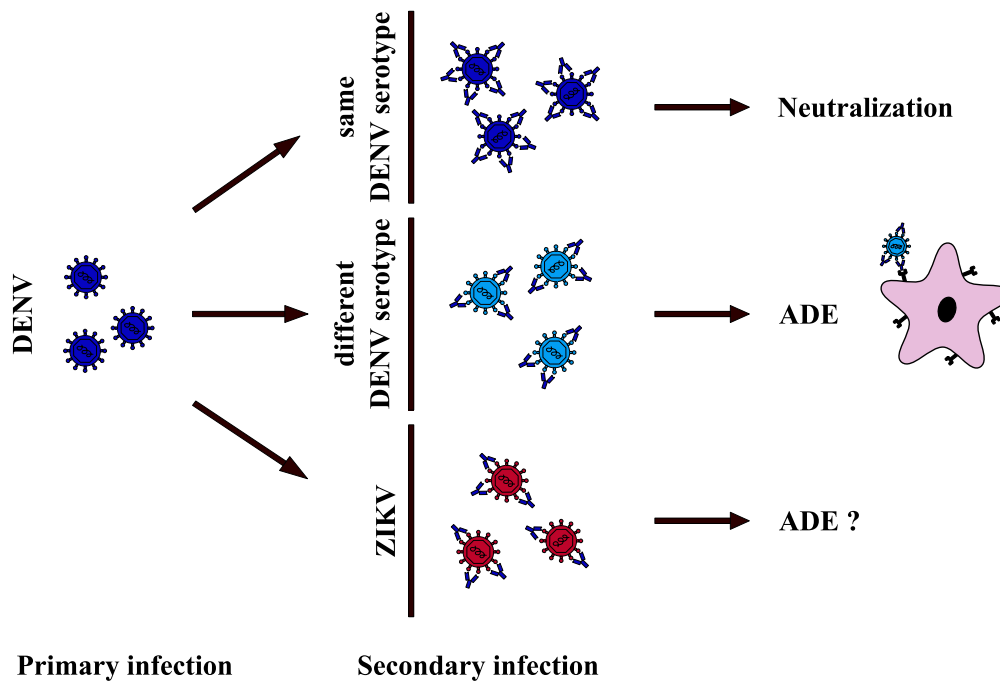 DENV
same
DENV serotype
Neutralization
different
DENV serotype
ADE
ZIKV
ADE ?
Primary infection
Secondary infection